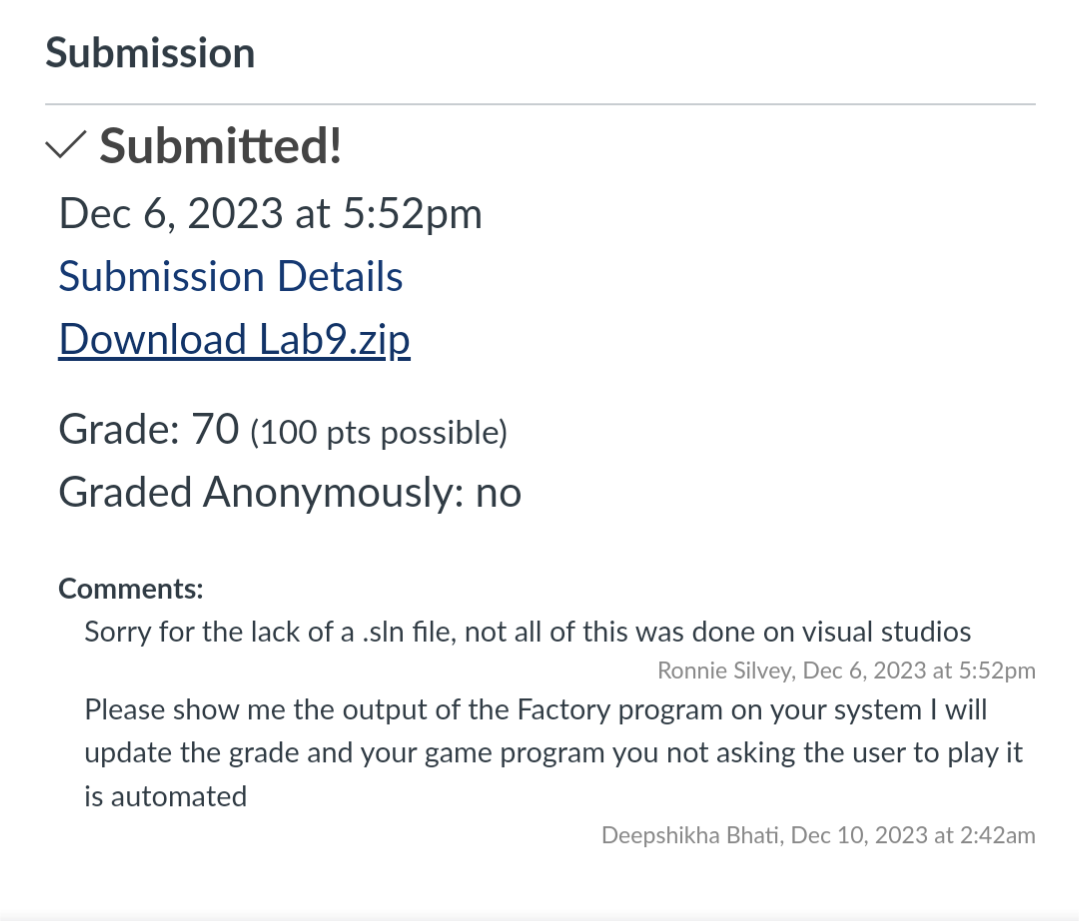 Submission
Submitted!
Dec 6, 2023 at 5:52pm
Submission Details
Download Lab9.zip
Grade: 70 (100 pts possible)
Graded Anonymously: no
Comments:
Sorry for the lack of a .sln file, not all of this was done on visual studios
Ronnie Silvey, Dec 6, 2023 at 5:52pm
Please show me the output of the Factory program on your system I will
update the grade and your game program you not asking the user to play it
is automated
Deepshikha Bhati, Dec 10, 2023 at 2:42am